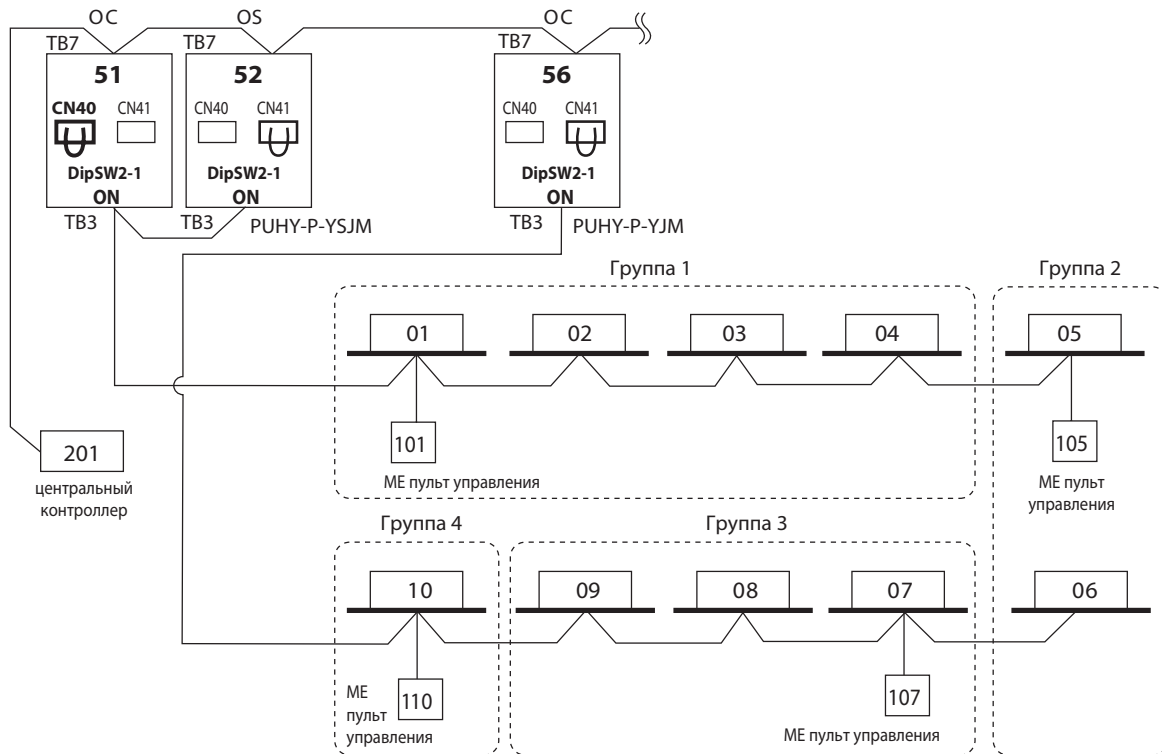 OC
OS
OC
TB7
TB7
TB7
51
52
56
CN40
CN41
CN40
CN41
CN40
CN41
DipSW2-1
ON
DipSW2-1
ON
DipSW2-1
ON
TB3
TB3
PUHY-P-YSJM
TB3
PUHY-P-YJM
Группа 1
Группа 2
01
02
03
04
05
101
105
201
центральный
контроллер
МЕ пульт управления
МЕ пульт
управления
Группа 4
Группа 3
10
09
08
07
06
110
107
МЕ
пульт
управления
МЕ пульт управления